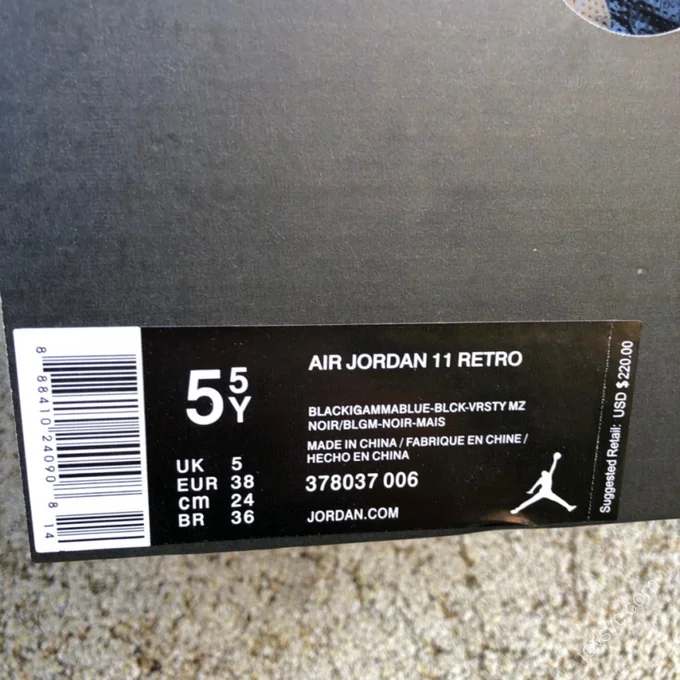 8 88410 24090 8 14
5 5Y
AIR JORDAN 11 RETRO
BLACKIGAMMABLUE-BLCK-VRSTY MZ
NOIR/BLGM-NOIR-MAIS
MADE IN CHINA / FABRIQUE EN CHINE /
HECHO EN CHINA
378037 006
JORDAN.COM
UK 5
EUR 38
cm 24
BR 36
Suggested Retail: USD $220.00